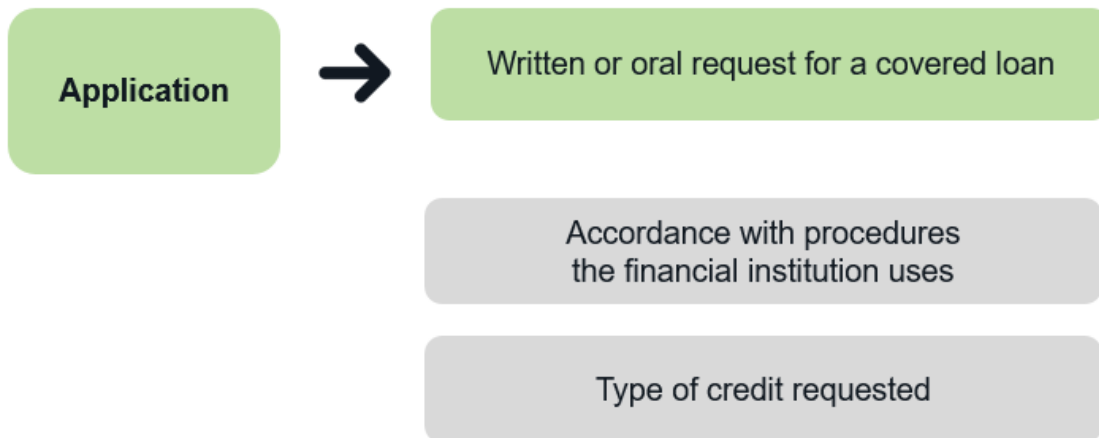 Application
Written or oral request for a covered loan
Accordance with procedures
the financial institution uses
Type of credit requested